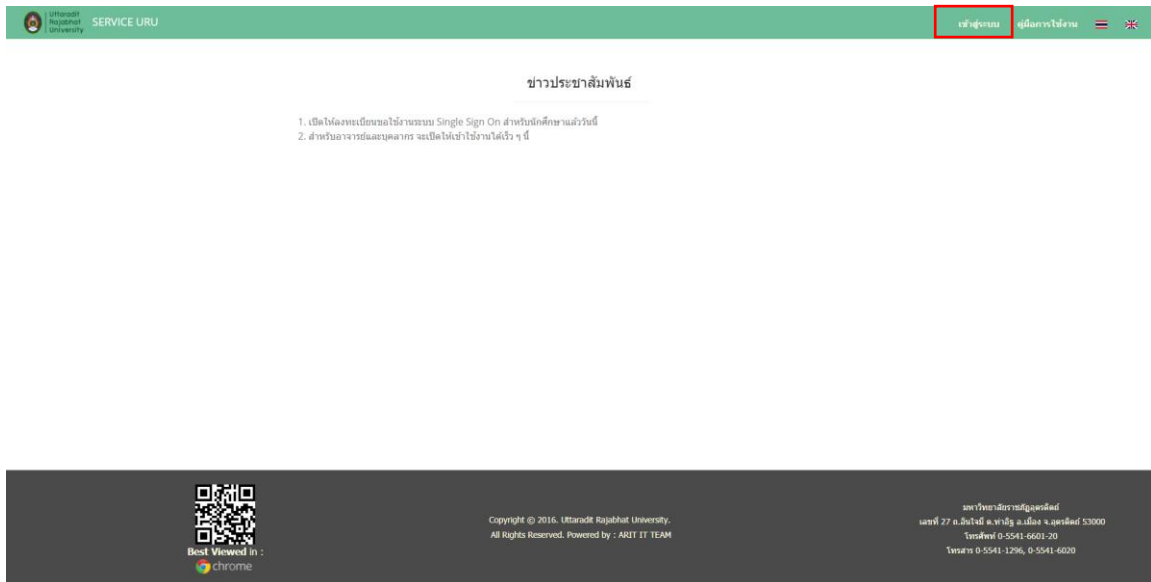 Uttaradit
Rajabhat
University
SERVICE URU
เข้าสู่ระบบ
คู่มือการใช้งาน
ข่าวประชาสัมพันธ์
1. เปิดให้ลงทะเบียนขอใช้งานระบบ Single Sign On สำหรับนักศึกษาแล้ววันนี้
2. สำหรับอาจารย์และบุคลากร จะเปิดให้เข้าใช้งานได้เร็ว ๆ นี้
Best Viewed in :
chrome
Copyright © 2016. Uttaradit Rajabhat University.
All Rights Reserved. Powered by : ARIT IT TEAM
มหาวิทยาลัยราชภัฏอุตรดิตถ์
เลขที่ 27 ถ.อินใจมี ต.ท่าอิฐ อ.เมือง จ.อุตรดิตถ์ 53000
โทรศัพท์ 0-5541-6601-20
โทรสาร 0-5541-1296, 0-5541-6020